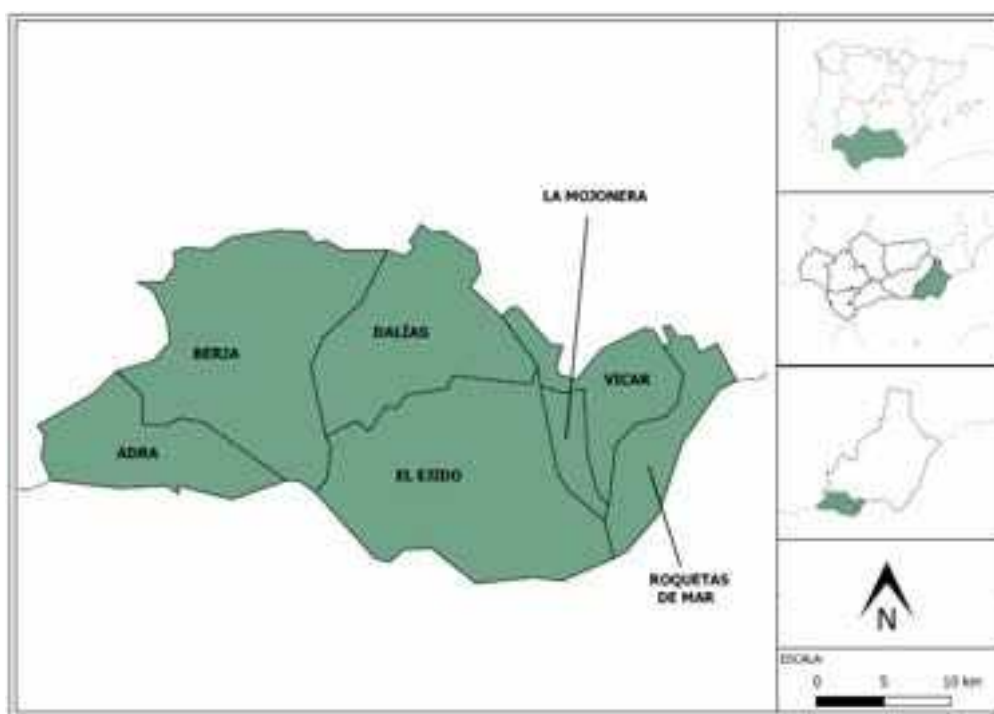 LA MOJONERA
DALÍAS
BERJA
VICAR
ADRA
EL EJIDO
ROQUETAS
DE MAR
N
ESCALA:
0 5 10 km